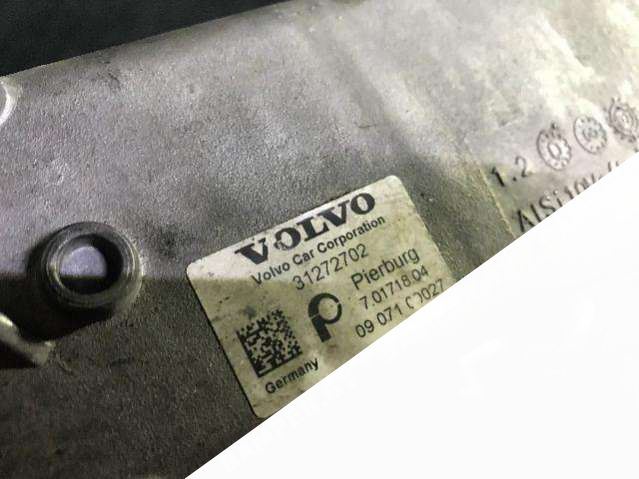 VOLVO
Volvo Car Corporation
31272702
Pierburg
7.01718.04
09 071
Germany
1.2